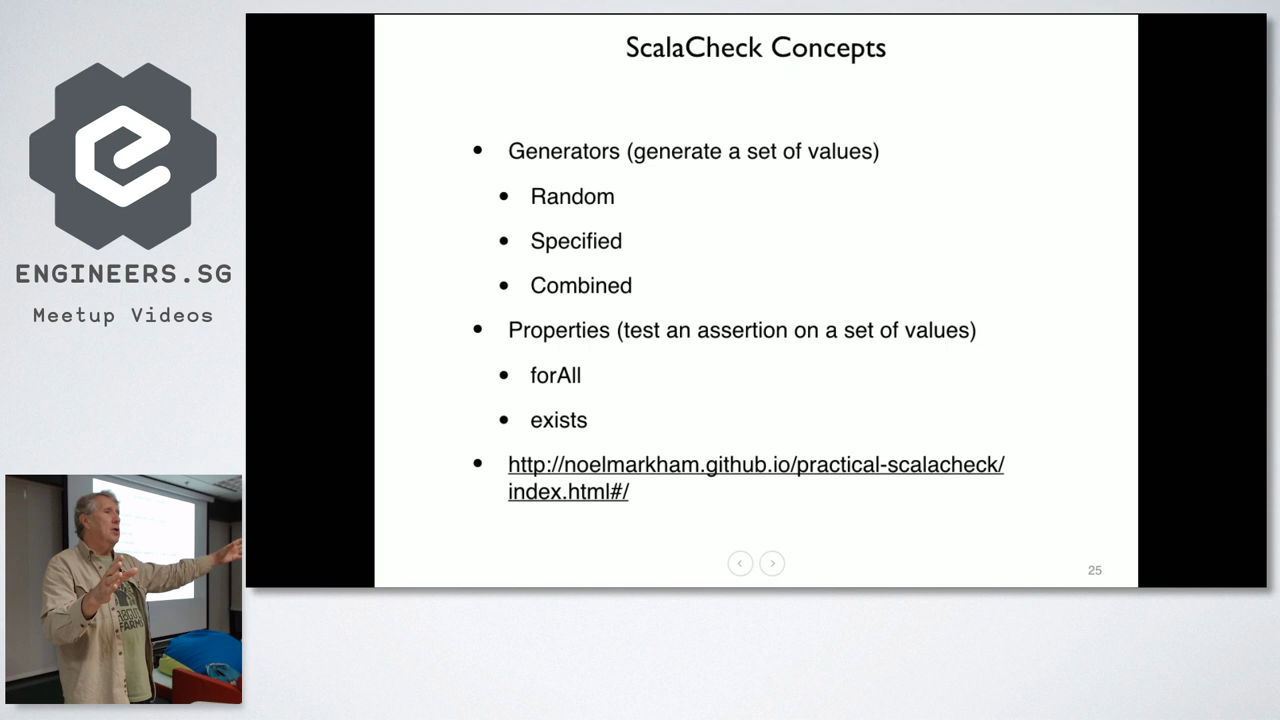 ScalaCheck Concepts
• Generators (generate a set of values)
• Random
• Specified
• Combined
• Properties (test an assertion on a set of values)
• forAll
• exists
• http://noelmarkham.github.io/practical-scalacheck/
index.html#/
25
ENGINEERS.SG
Meetup Videos
FARM